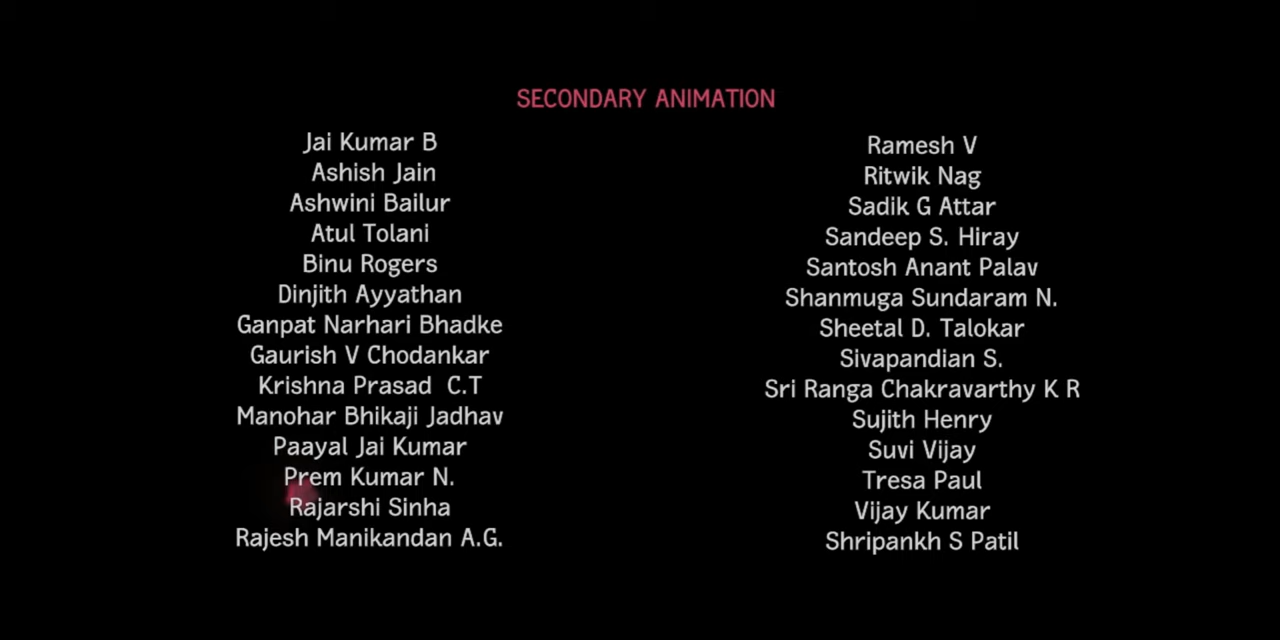 SECONDARY ANIMATION
Jai Kumar B
Ashish Jain
Ashwini Bailur
Atul Tolani
Binu Rogers
Dinjith Ayyathan
Ganpat Narhari Bhadke
Gaurish V Chodankar
Krishna Prasad  C.T
Manohar Bhikaji Jadhav
Paayal Jai Kumar
Prem Kumar N.
Rajarshi Sinha
Rajesh Manikandan A.G.
Ramesh V
Ritwik Nag
Sadik G Attar
Sandeep S. Hiray
Santosh Anant Palav
Shanmuga Sundaram N.
Sheetal D. Talokar
Sivapandian S.
Sri Ranga Chakravarthy K R
Sujith Henry
Suvi Vijay
Tresa Paul
Vijay Kumar
Shripankh S Patil